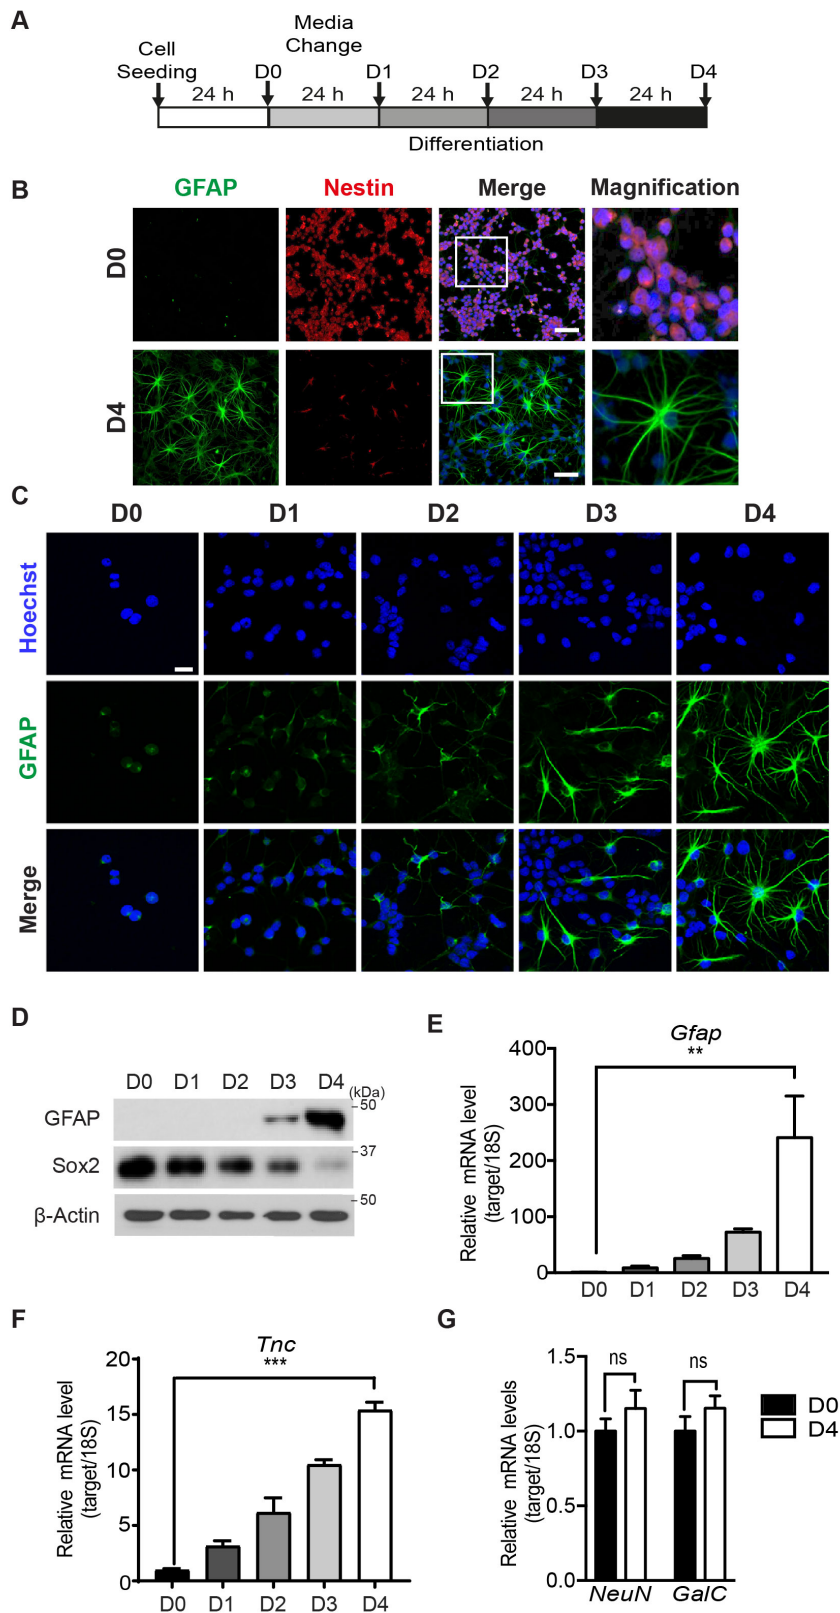 A
Media
Change
Cell
Seeding
D0
D1
D2
D3
D4
24 h
24 h
24 h
24 h
24 h
Differentiation
B
GFAP
Nestin
Merge
Magnification
D0
D4
C
D0
D1
D2
D3
D4
Hoechst
GFAP
Merge
D
D0
D1
D2
D3
D4
(kDa)
GFAP
50
Sox2
37
β-Actin
50
E
Gfap
**
Relative mRNA level
(target/18S)
400
300
200
100
0
D0
D1
D2
D3
D4
F
Tnc
***
Relative mRNA level
(target/18S)
20
15
10
5
0
D0
D1
D2
D3
D4
G
Relative mRNA levels
(target/18S)
1.5
1.0
0.5
0.0
ns
ns
NeuN
GalC
D0
D4